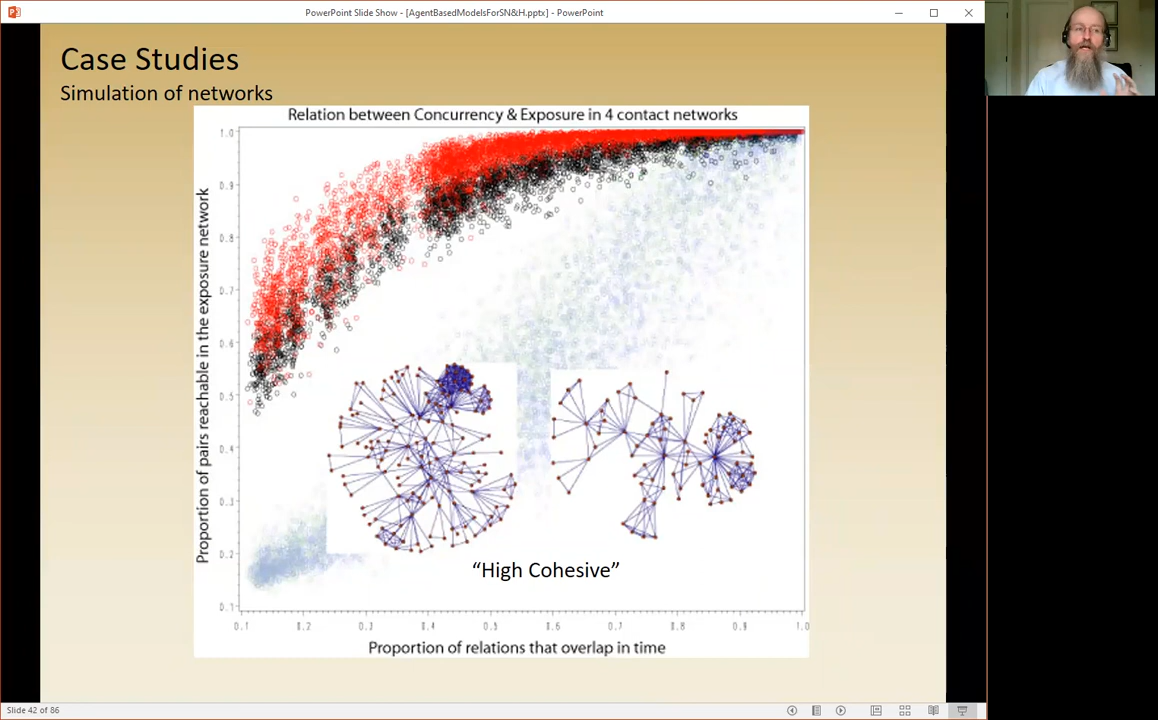 PowerPoint Slide Show - [AgentBasedModelsForSN&H.pptx] - PowerPoint
Case Studies
Simulation of networks
Relation between Concurrency & Exposure in 4 contact networks
Proportion of pairs reachable in the exposure network
1.0
0.9
0.8
0.7
0.6
0.5
0.4
0.3
0.2
0.1
“High Cohesive”
0.1 0.2 0.3 0.4 0.5 0.6 0.7 0.8 0.9 1.0
Proportion of relations that overlap in time
Slide 42 of 86